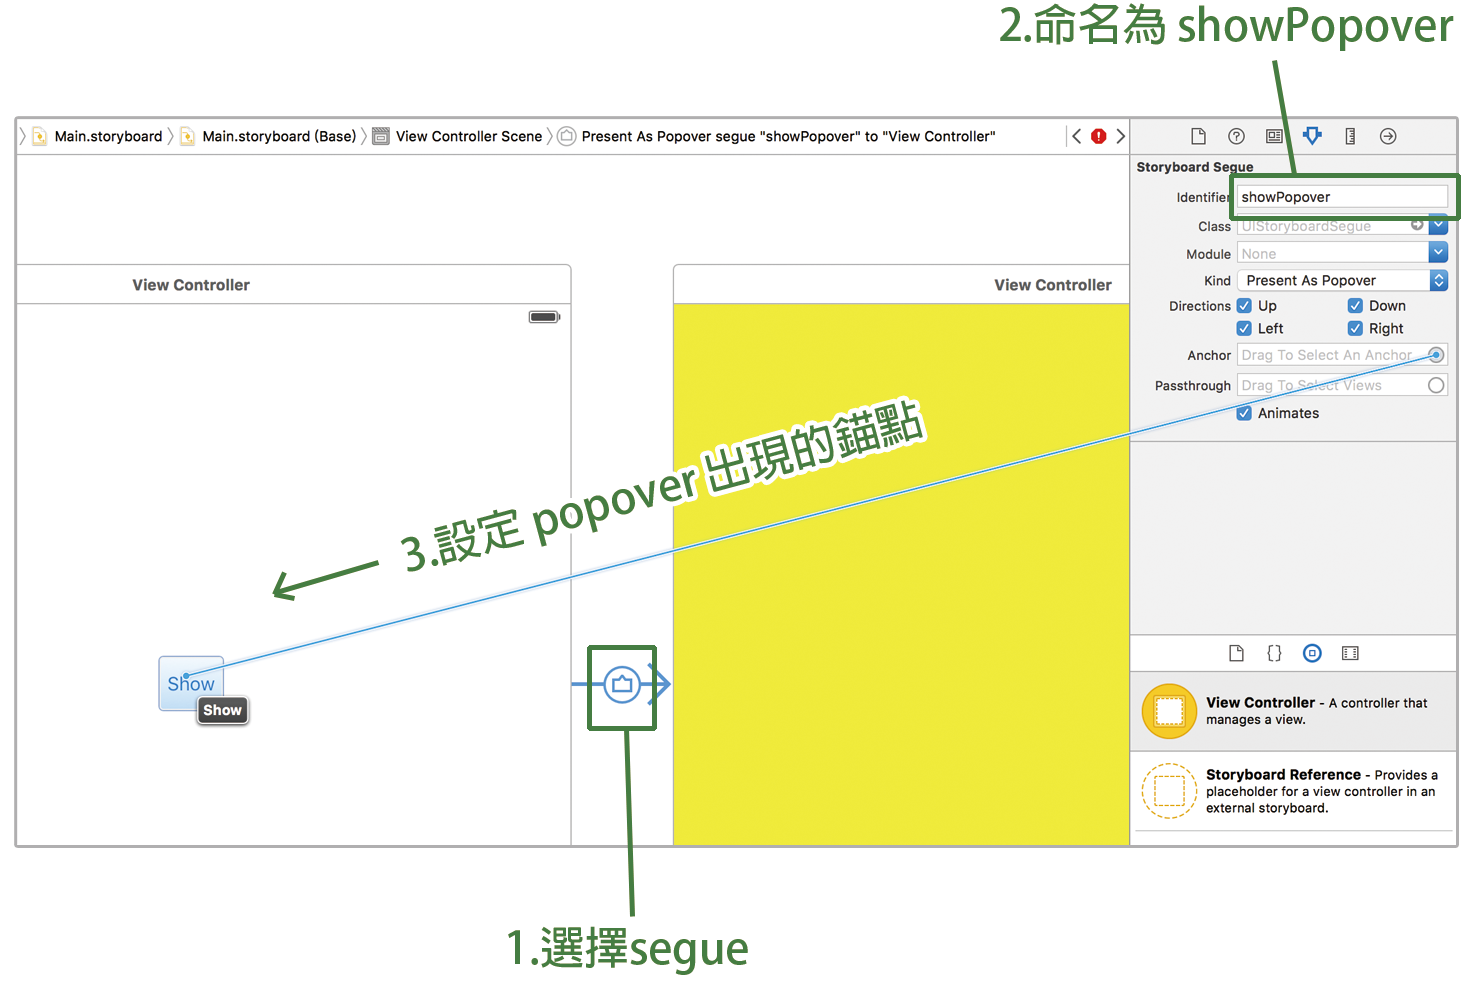 2.命名為 showPopover
Main.storyboard
Main.storyboard (Base)
View Controller Scene
Present As Popover segue "showPopover" to "View Controller"
Storyboard Segue
Identifier showPopover
Class UIStoryboardSegue
Module None
Kind Present As Popover
Directions Up Down
Left Right
Anchor Drag To Select An Anchor
Passthrough Drag To Select Views
Animates
View Controller
View Controller
3.設定 popover 出現的錨點
Show
Show
View Controller - A controller that
manages a view.
Storyboard Reference - Provides a
placeholder for a view controller in an
external storyboard.
1.選擇segue